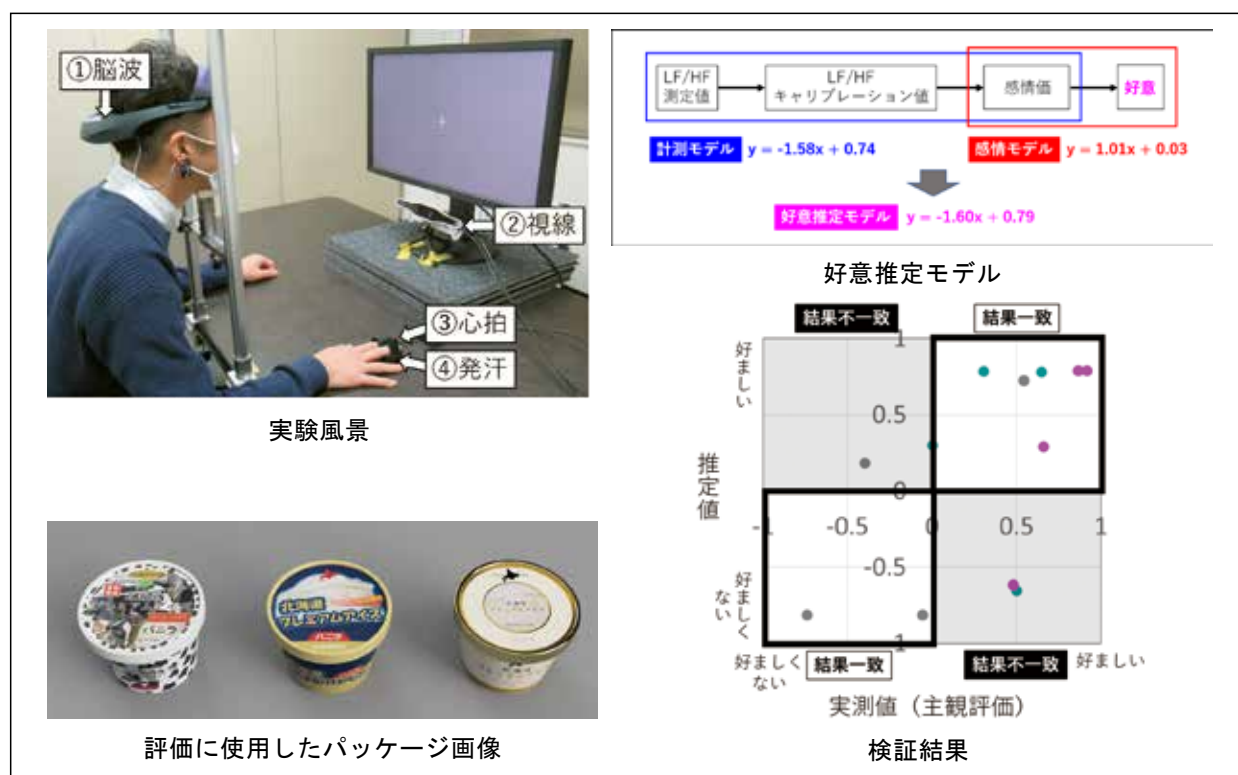 ①脳波
②視線
③心拍
④発汗
実験風景
LF/HF
測定値
LF/HF
キャリブレーション値
感情価
好意
計測モデル y = -1.58x + 0.74
感情モデル y = 1.01x + 0.03
好意推定モデル y = -1.60x + 0.79
好意推定モデル
北海道
プレミアムアイス
バニラ
バニラ
評価に使用したパッケージ画像
結果不一致
結果一致
好ましい
1
0.5
推定値
0
-1
-0.5
0
0.5
1
-0.5
好ましく
ない
1
好ましく
ない
結果一致
結果不一致
好ましい
実測値（主観評価）
検証結果